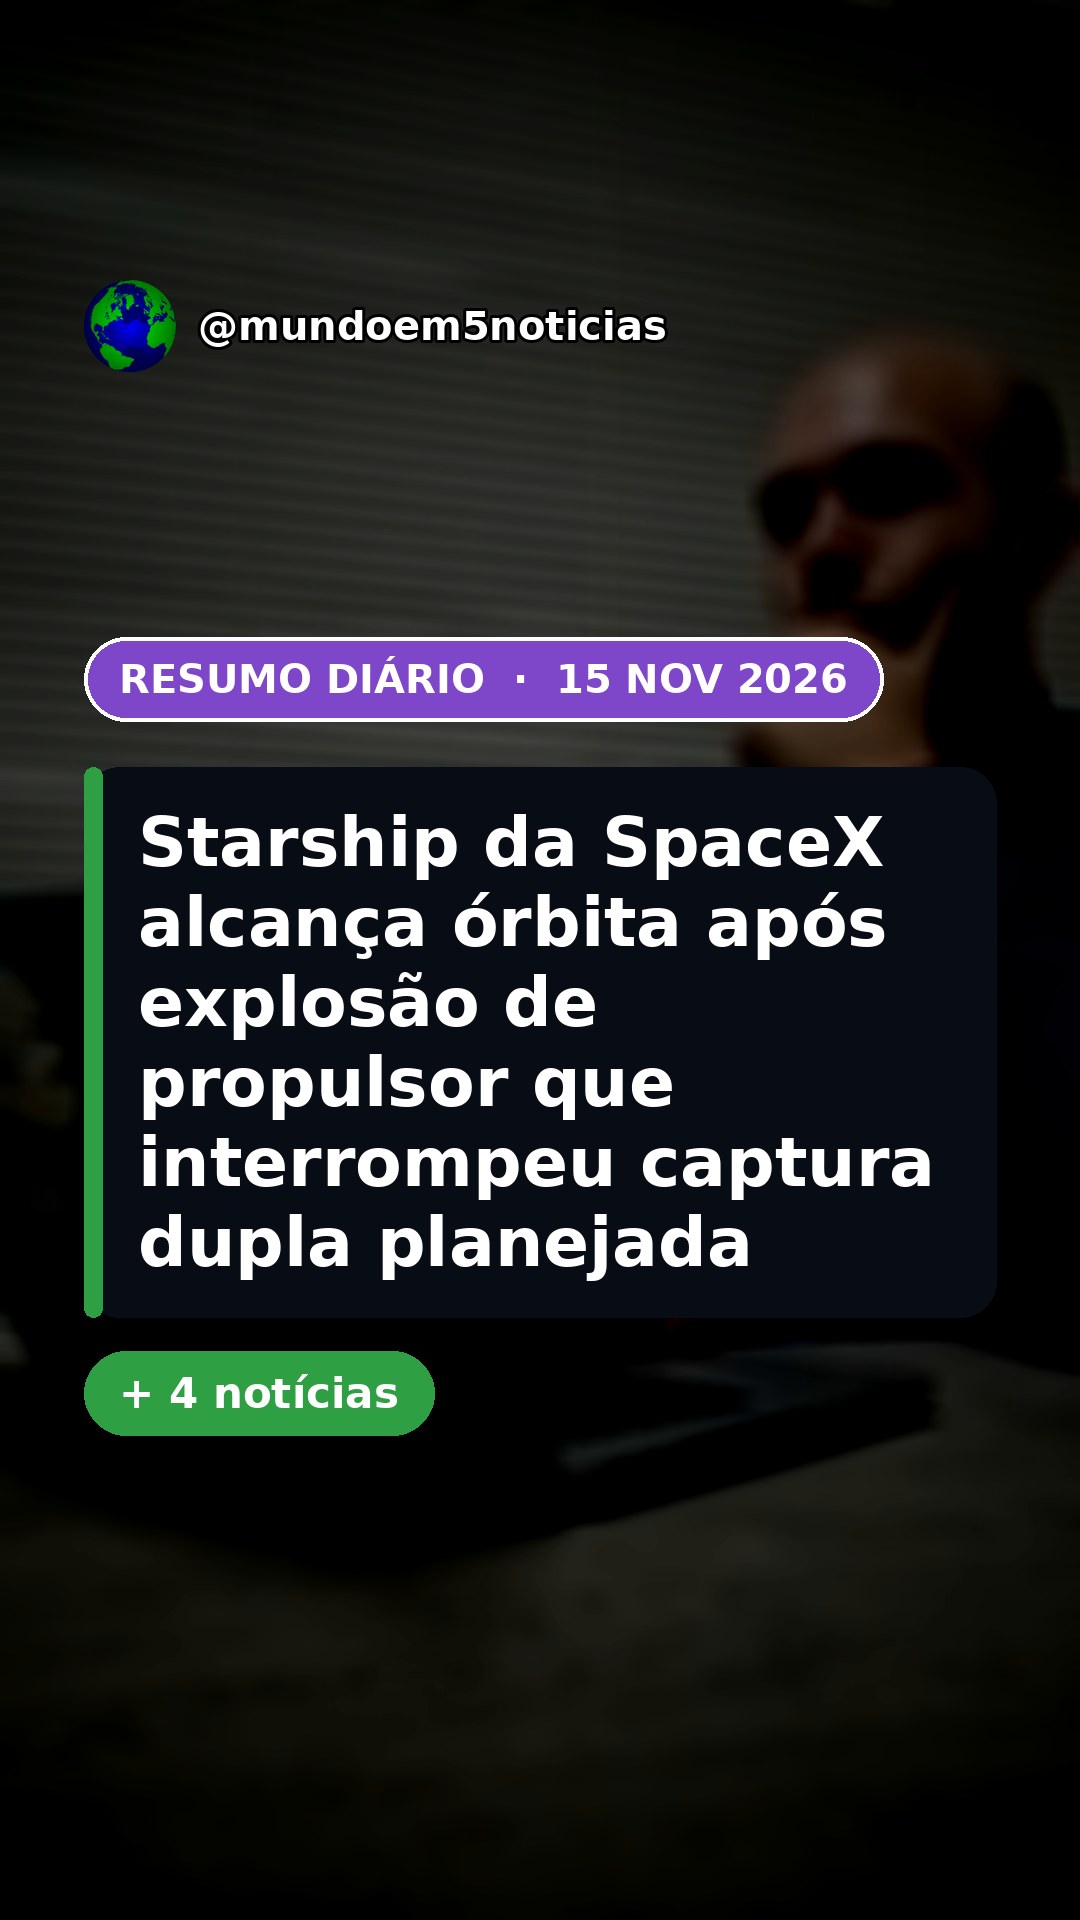 @mundoem5noticias
RESUMO DIÁRIO · 15 NOV 2026
Starship da SpaceX
alcança órbita após
explosão de
propulsor que
interrompeu captura
dupla planejada
+ 4 notícias